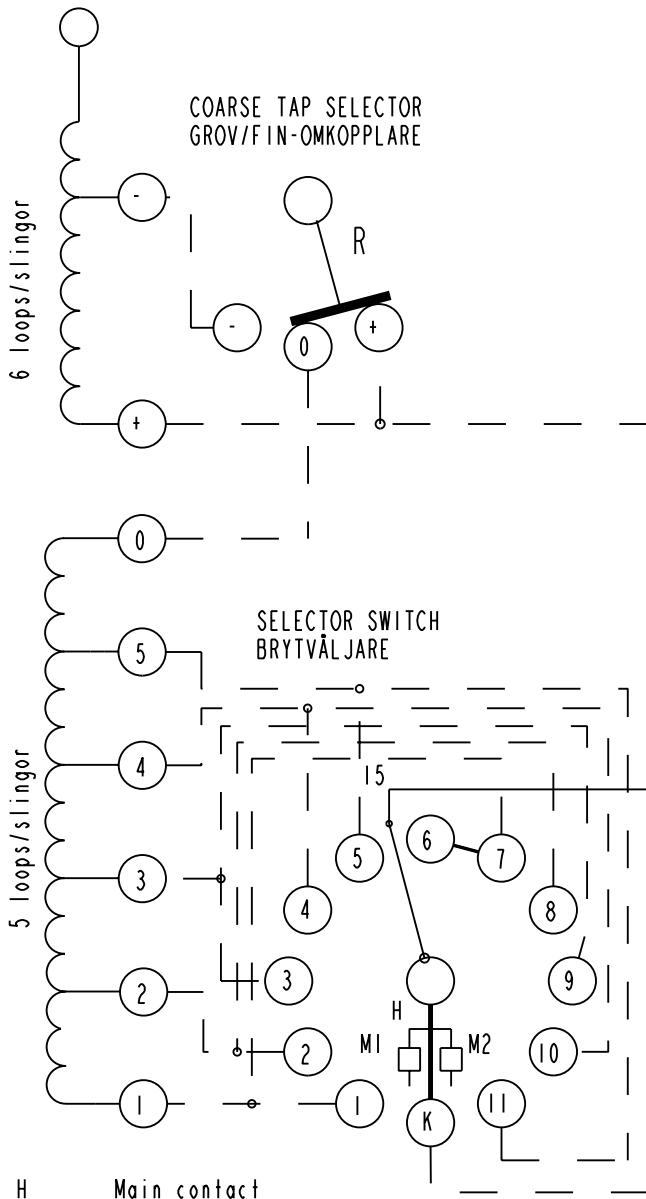 COARSE TAP SELECTOR
GROV/FIN-OMKOPPLARE
6 loops/slingor
-
R
-
0
+
+
0
SELECTOR SWITCH
BRYTVÄLJARE
5
4
15
5 loops/slingor
6
5
7
3
4
8
3
9
2
H
M1
M2
2
10
1
1
11
K
H Main contact